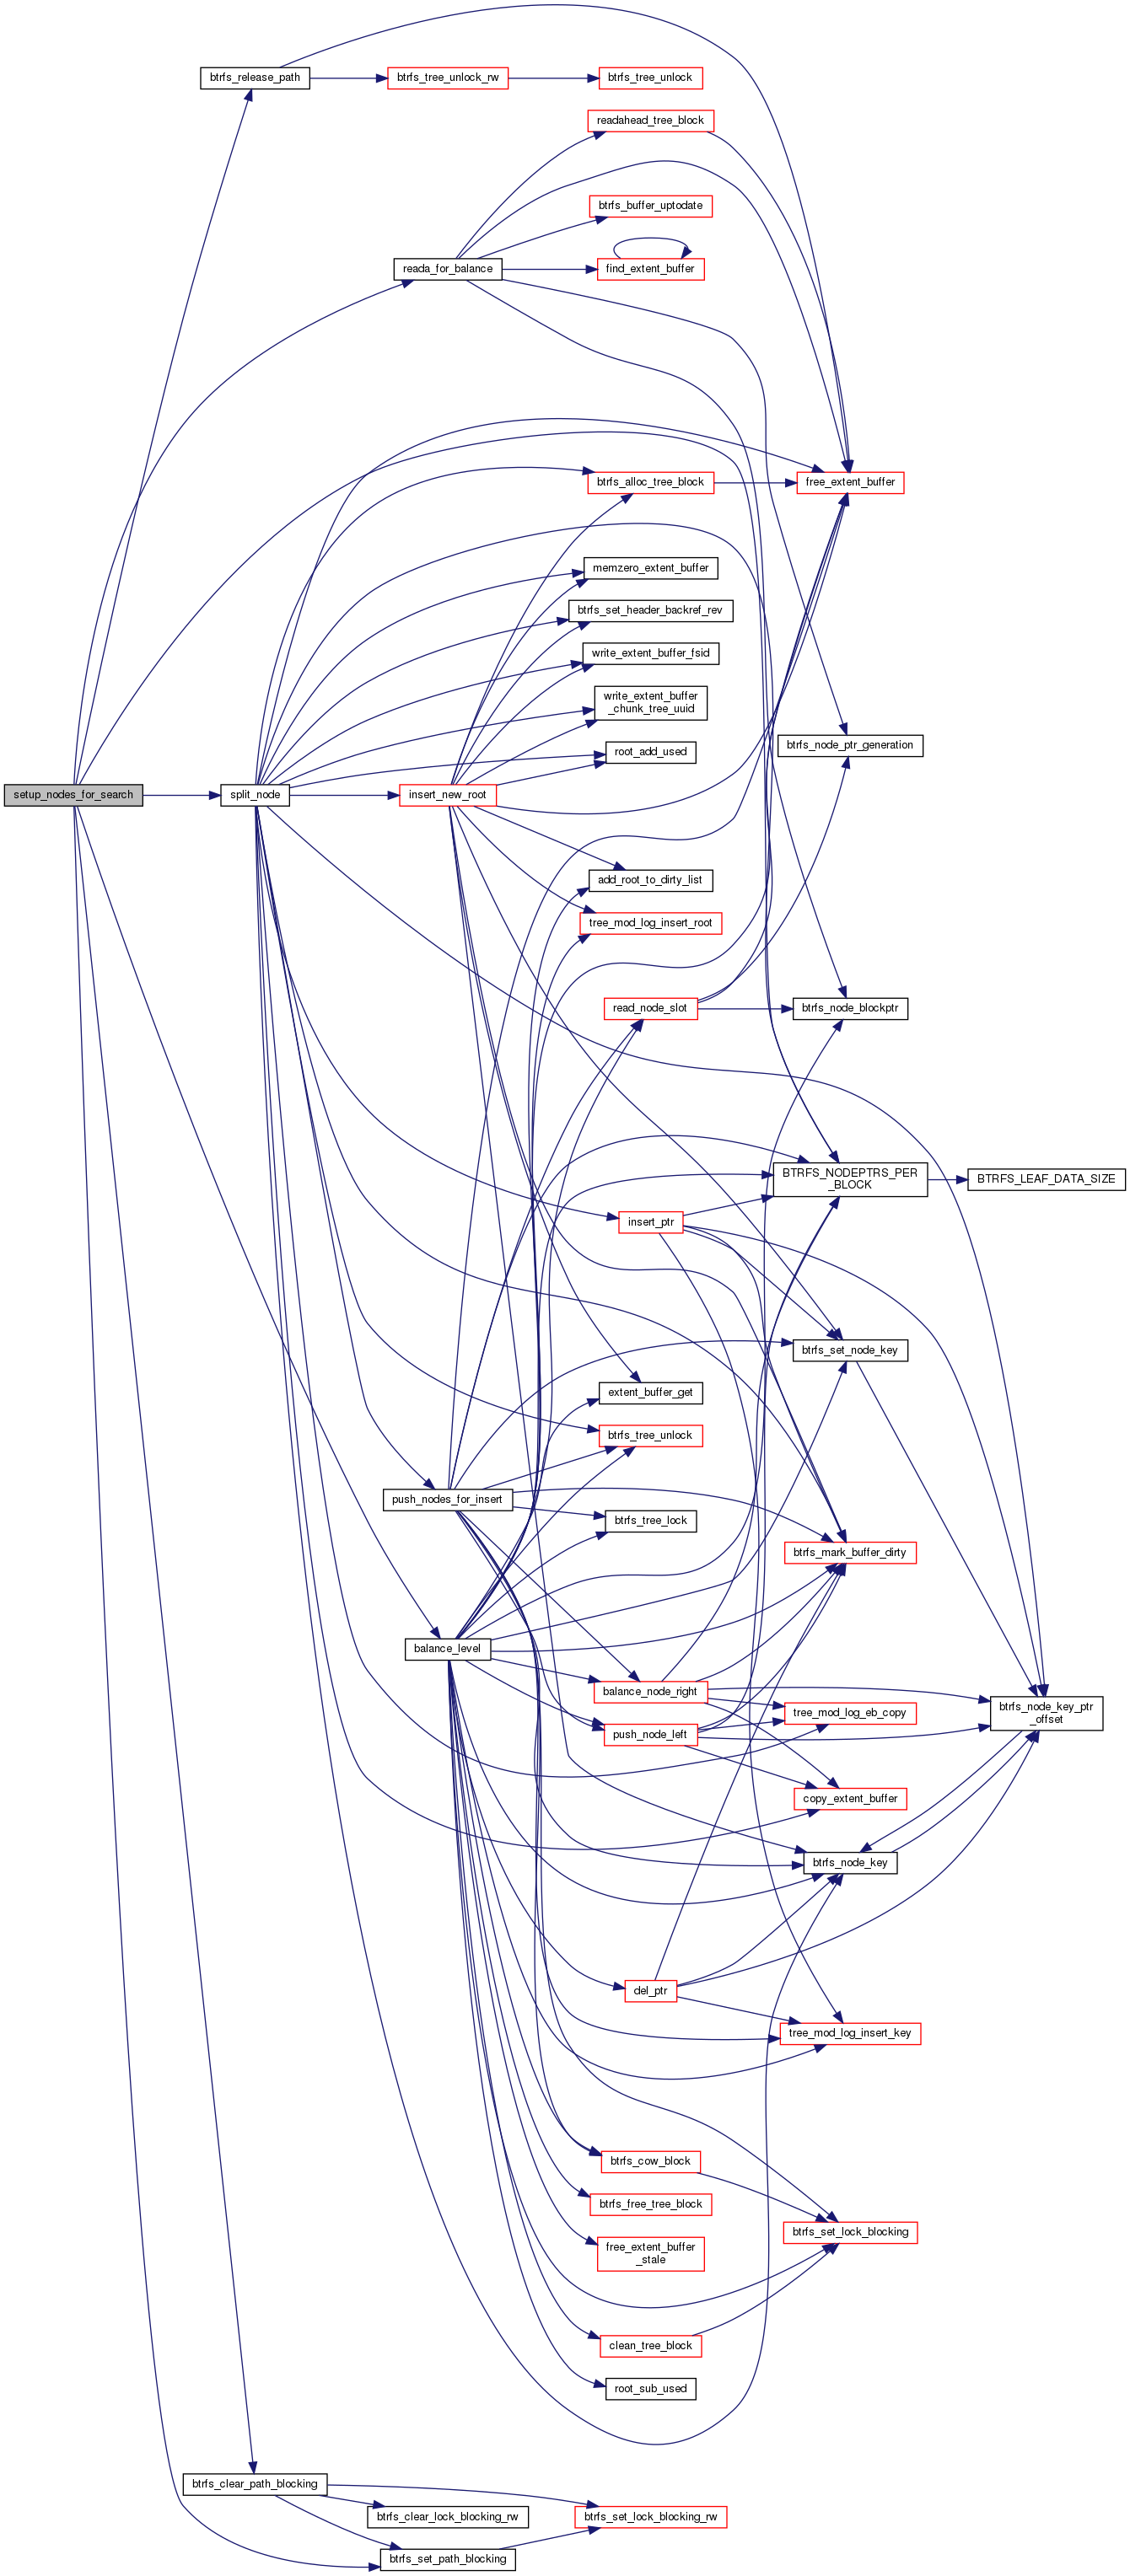 btrfs_release_path
btrfs_tree_unlock_rw
btrfs_tree_unlock
readahead_tree_block
btrfs_buffer_uptodate
reada_for_balance
find_extent_buffer
btrfs_alloc_tree_block
free_extent_buffer
memzero_extent_buffer
btrfs_set_header_backref_rev
write_extent_buffer_fsid
write_extent_buffer
_chunk_tree_uuid
root_add_used
btrfs_node_ptr_generation
setup_nodes_for_search
split_node
insert_new_root
add_root_to_dirty_list
tree_mod_log_insert_root
read_node_slot
btrfs_node_blockptr
BTRFS_NODEPTRS_PER
_BLOCK
BTRFS_LEAF_DATA_SIZE
insert_ptr
btrfs_set_node_key
extent_buffer_get
btrfs_tree_unlock
push_nodes_for_insert
btrfs_tree_lock
btrfs_mark_buffer_dirty
balance_level
balance_node_right
btrfs_node_key_ptr
_offset
tree_mod_log_eb_copy
push_node_left
copy_extent_buffer
btrfs_node_key
del_ptr
tree_mod_log_insert_key
btrfs_cow_block
btrfs_free_tree_block
btrfs_set_lock_blocking
free_extent_buffer
_stale
clean_tree_block
root_sub_used
btrfs_clear_path_blocking
btrfs_clear_lock_blocking_rw
btrfs_set_lock_blocking_rw
btrfs_set_path_blocking